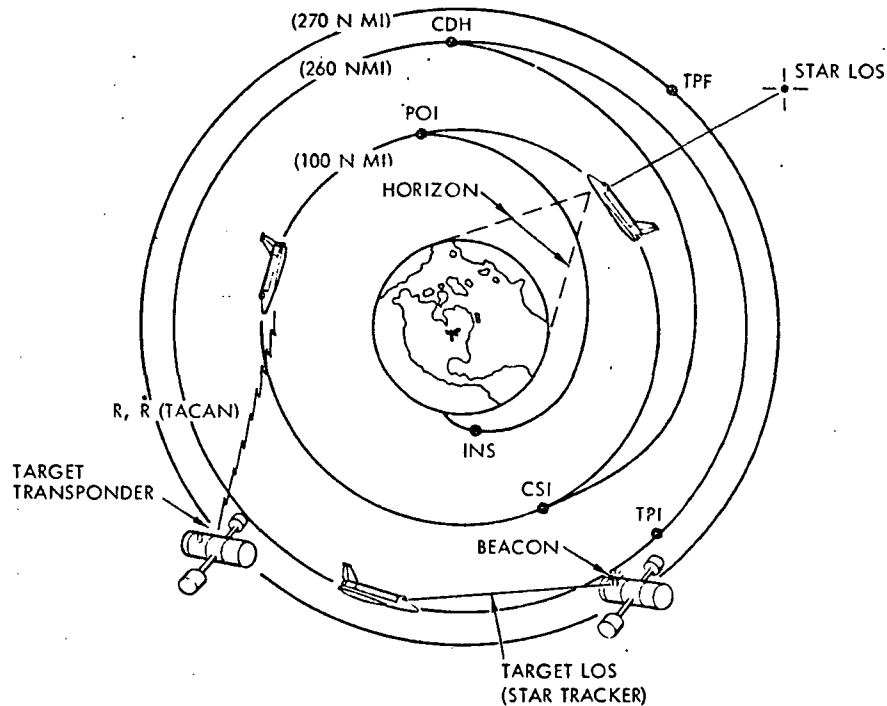 (270 N MI)
CDH
(260 NMI)
TPF
STAR LOS
POI
(100 N MI)
HORIZON
R, Ṙ (TACAN)
INS
TARGET
TRANSPONDER
CSI
TPI
BEACON
TARGET LOS
(STAR TRACKER)